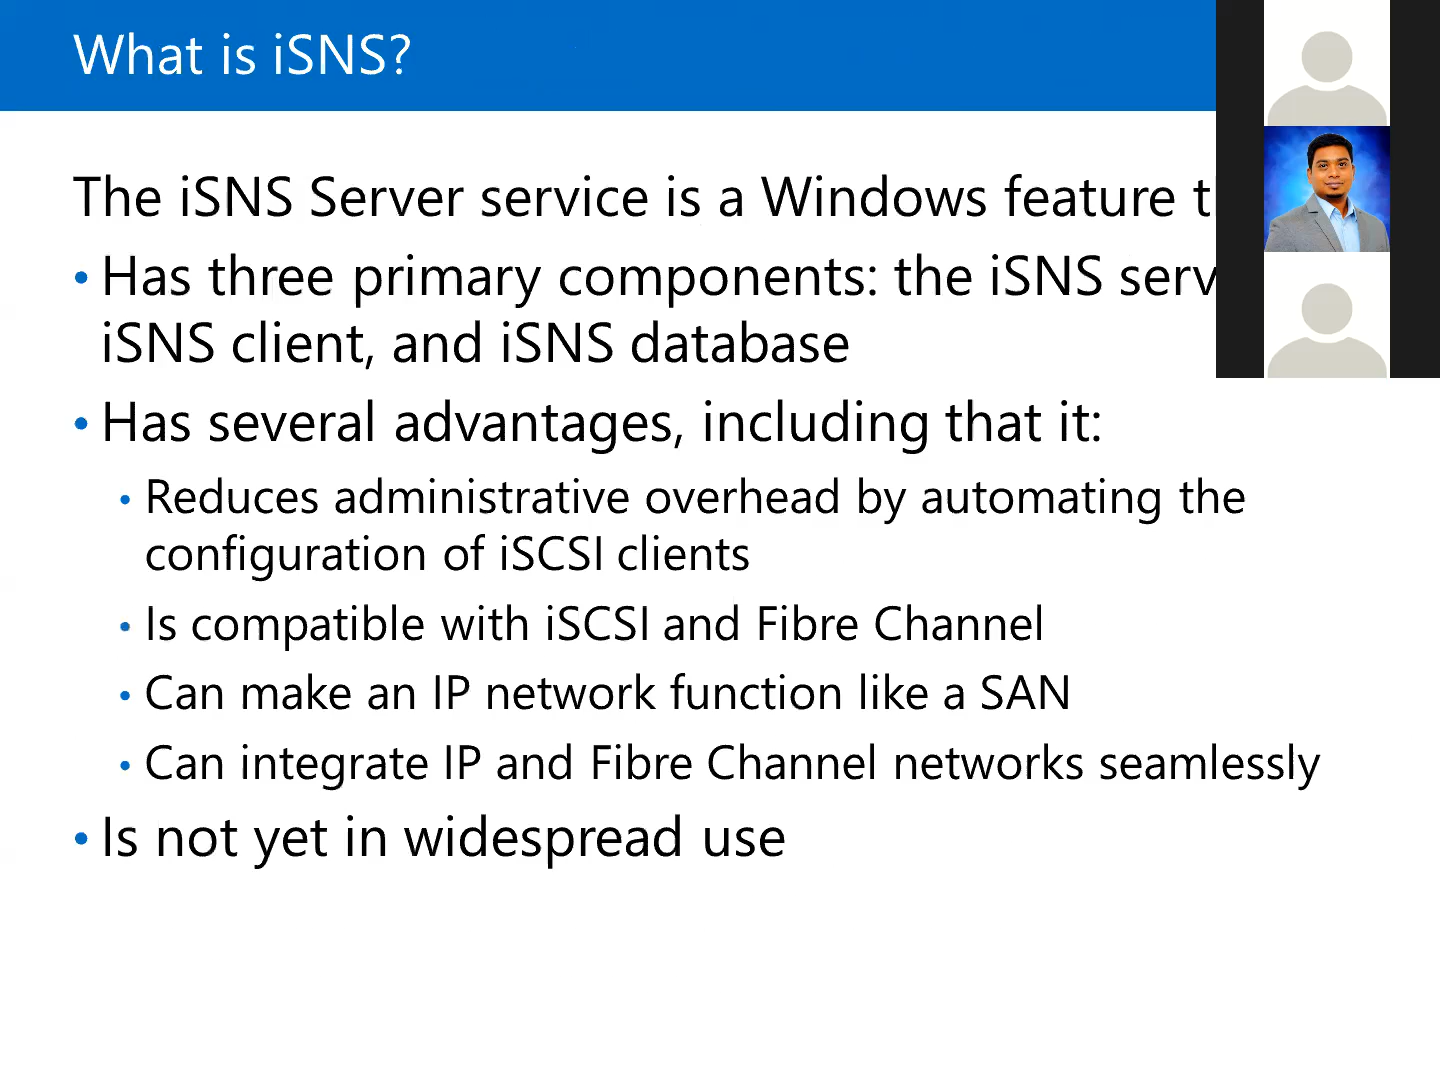 What is iSNS?
The iSNS Server service is a Windows feature
• Has three primary components: the iSNS
iSNS client, and iSNS database
• Has several advantages, including that it:
• Reduces administrative overhead by automating the
configuration of iSCSI clients
• Is compatible with iSCSI and Fibre Channel
• Can make an IP network function like a SAN
• Can integrate IP and Fibre Channel networks seamlessly
• Is not yet in widespread use